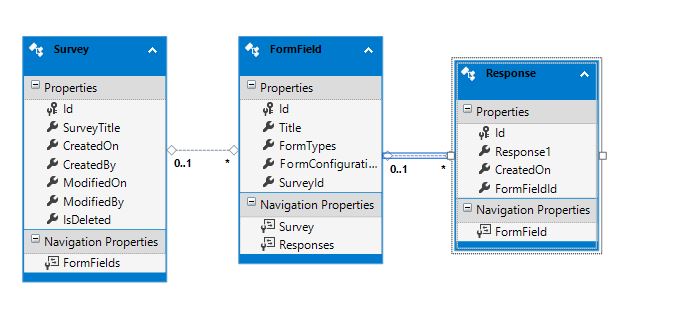 Survey
Properties
Id
SurveyTitle
CreatedOn
CreatedBy
ModifiedOn
ModifiedBy
IsDeleted
Navigation Properties
FormFields
0..1
*
FormField
Properties
Id
Title
FormTypes
FormConfigurati...
SurveyId
Navigation Properties
Survey
Responses
0..1
*
Response
Properties
Id
Response1
CreatedOn
FormFieldId
Navigation Properties
FormField